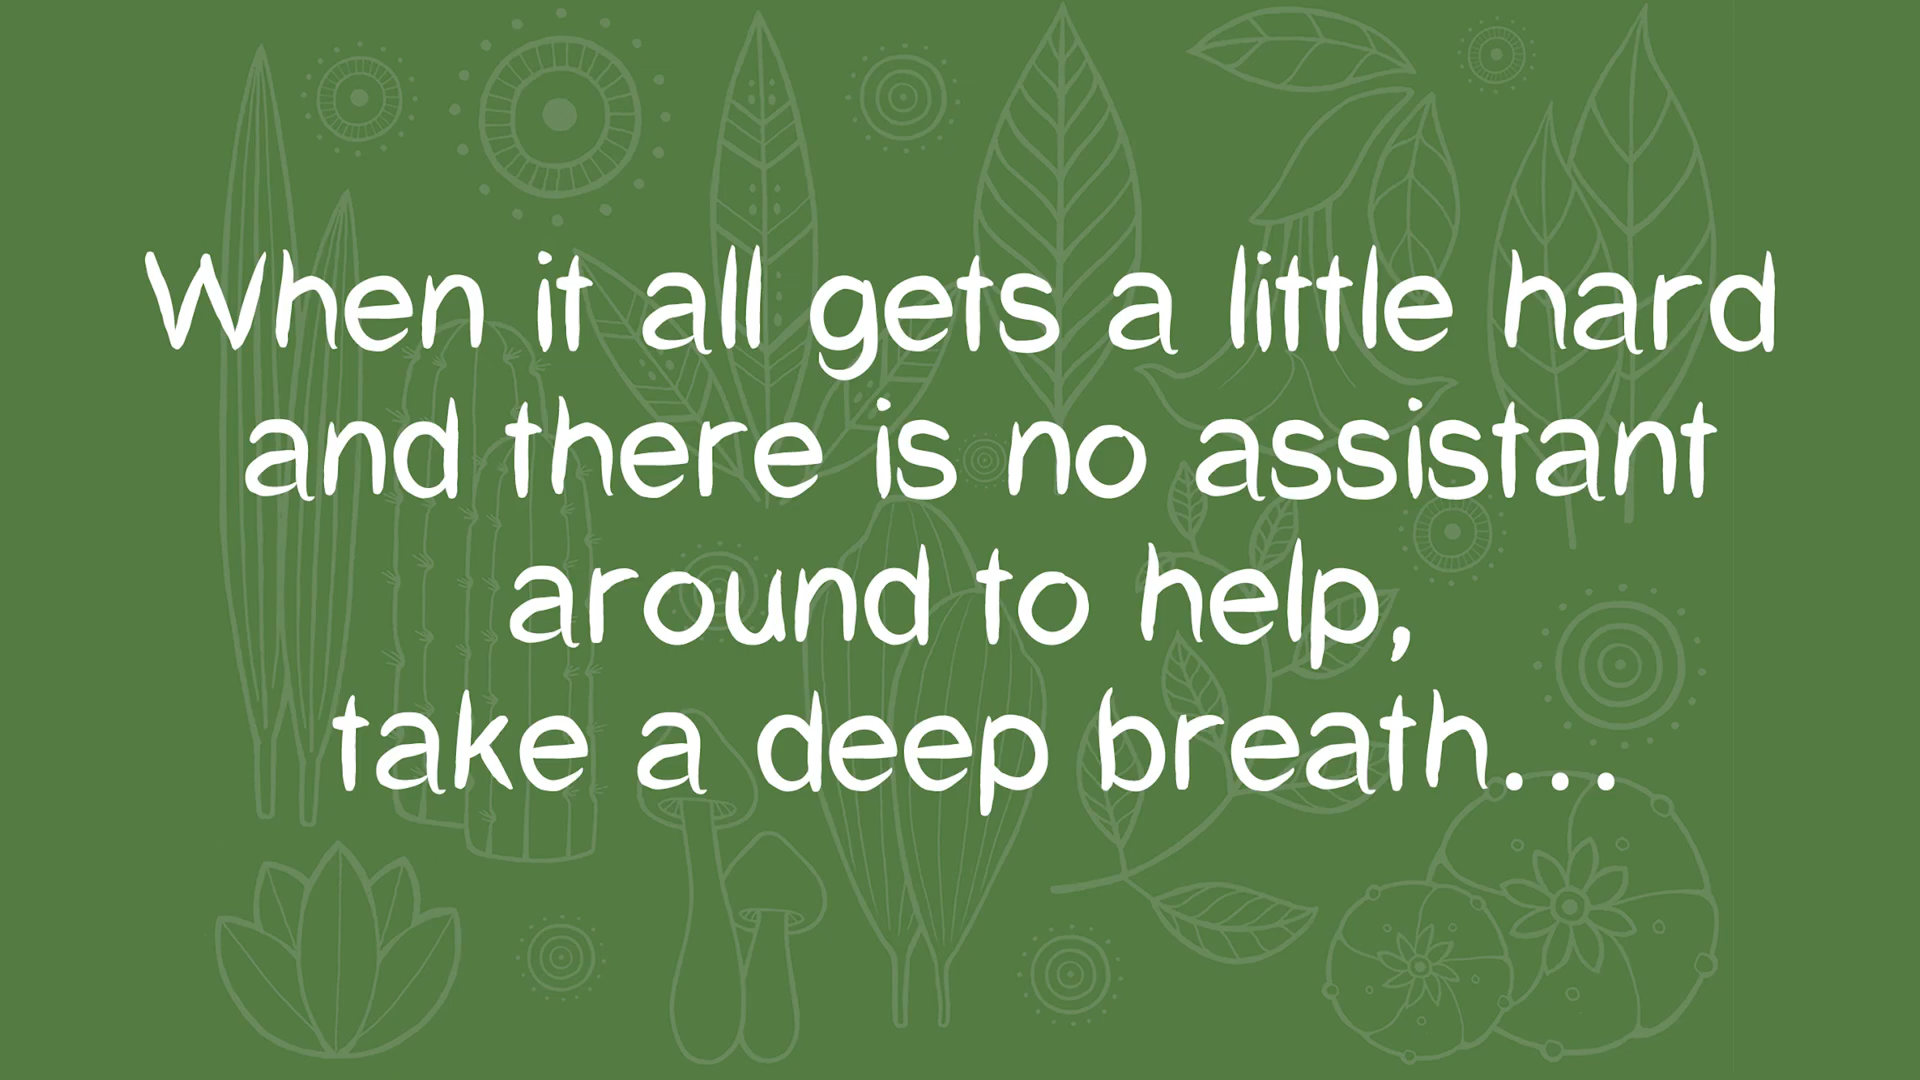 When it all gets a little hard
and there is no assistant
around to help,
take a deep breath...